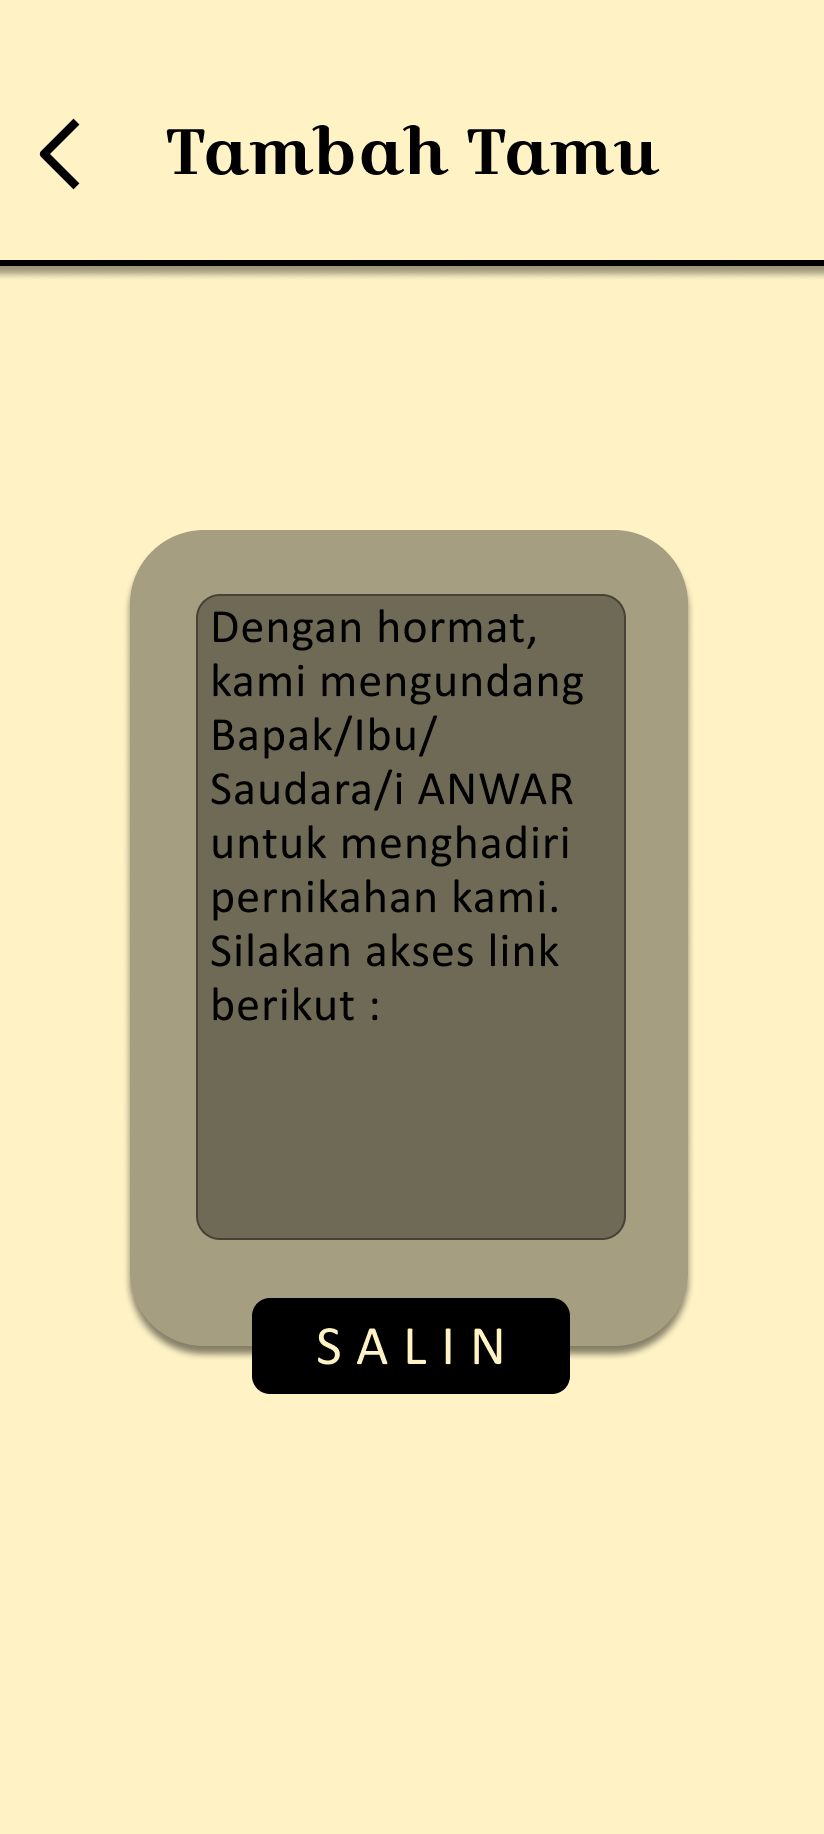 Tambah Tamu
Dengan hormat,
kami mengundang
Bapak/Ibu/
Saudara/i ANWAR
untuk menghadiri
pernikahan kami.
Silakan akses link
berikut :
SALIN